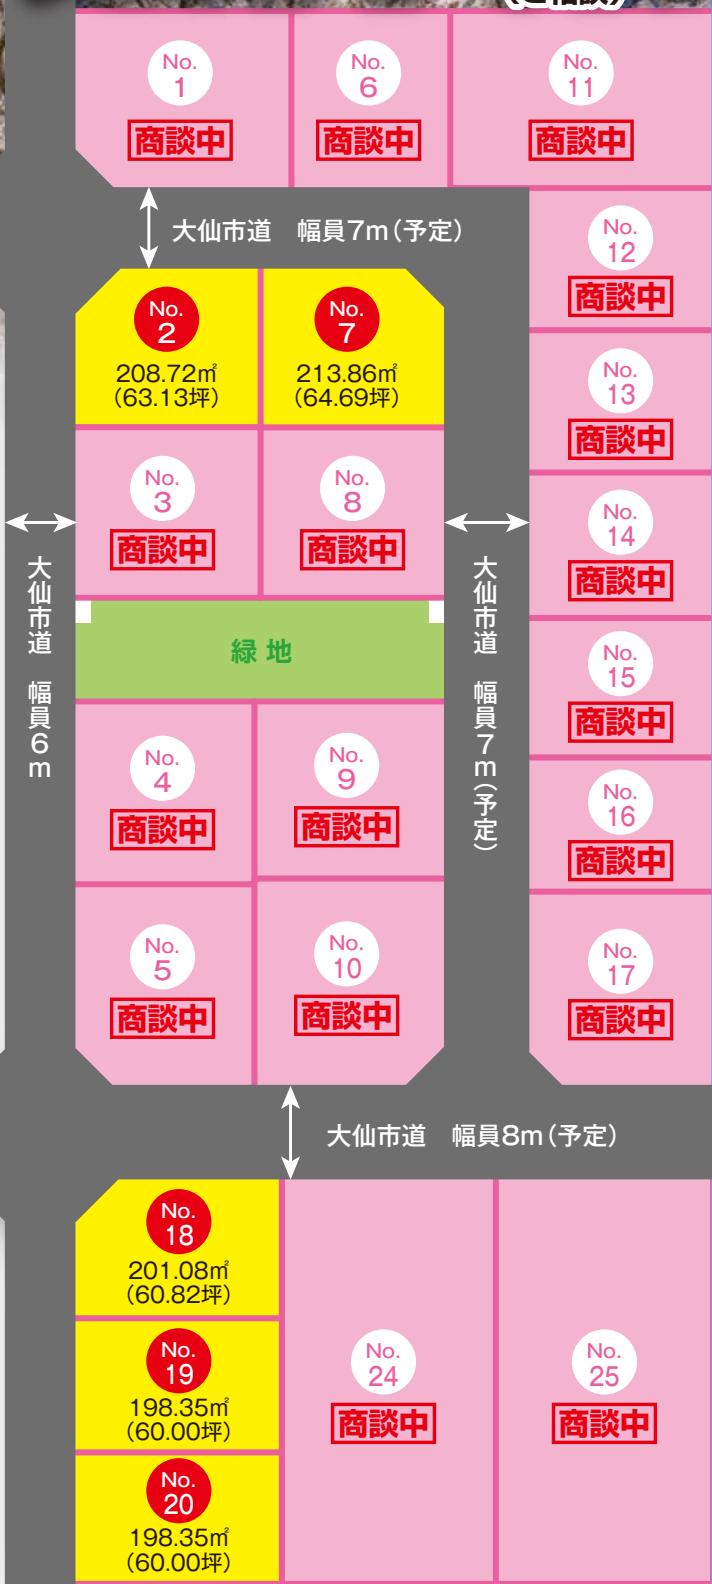 (ご相談)
No.
1
商談中
No.
6
商談中
No.
11
商談中
大仙市道 幅員7m(予定)
No.
12
商談中
No.
2
208.72㎡
(63.13坪)
No.
7
213.86㎡
(64.69坪)
No.
13
商談中
No.
3
商談中
No.
8
商談中
No.
14
商談中
大仙市道 幅員6m
緑地
大仙市道 幅員7m(予定)
No.
15
商談中
No.
4
商談中
No.
9
商談中
No.
16
商談中
No.
5
商談中
No.
10
商談中
No.
17
商談中
大仙市道 幅員8m(予定)
No.
18
201.08㎡
(60.82坪)
No.
19
198.35㎡
(60.00坪)
No.
20
198.35㎡
(60.00坪)
No.
24
商談中
No.
25
商談中